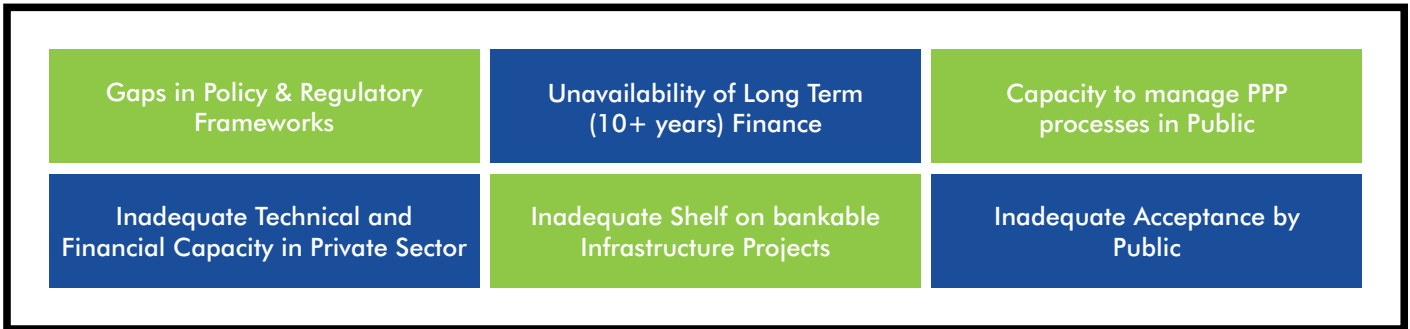 Gaps in Policy & Regulatory
Frameworks
Unavailability of Long Term
(10+ years) Finance
Capacity to manage PPP
processes in Public
Inadequate Technical and
Financial Capacity in Private Sector
Inadequate Shelf on bankable
Infrastructure Projects
Inadequate Acceptance by
Public